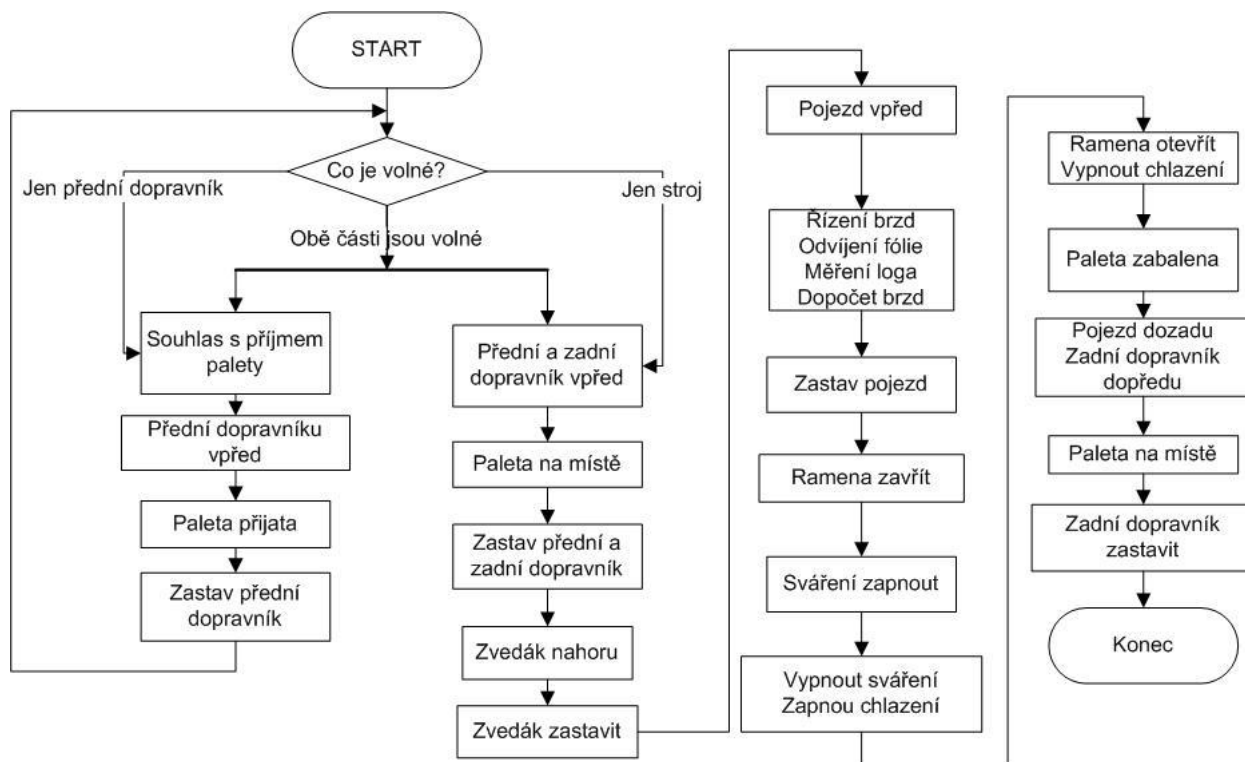 START
Co je volné?
Jen přední dopravník
Jen stroj
Obě části jsou volné
Souhlas s příjmem
palety
Přední dopravníku
vpřed
Paleta přijata
Zastav přední
dopravník
Přední a zadní
dopravník vpřed
Paleta na místě
Zastav přední a
zadní dopravník
Zvedák nahoru
Zvedák zastavit
Pojezd vpřed
Řízení brzd
Odvíjení fólie
Měření loga
Dopočet brzd
Zastav pojezd
Ramena zavřít
Sváření zapnout
Vypnout sváření
Zapnou chlazení
Ramena otevřít
Vypnout chlazení
Paleta zabalena
Pojezd dozadu
Zadní dopravník
dopředu
Paleta na místě
Zadní dopravník
zastavit
Konec